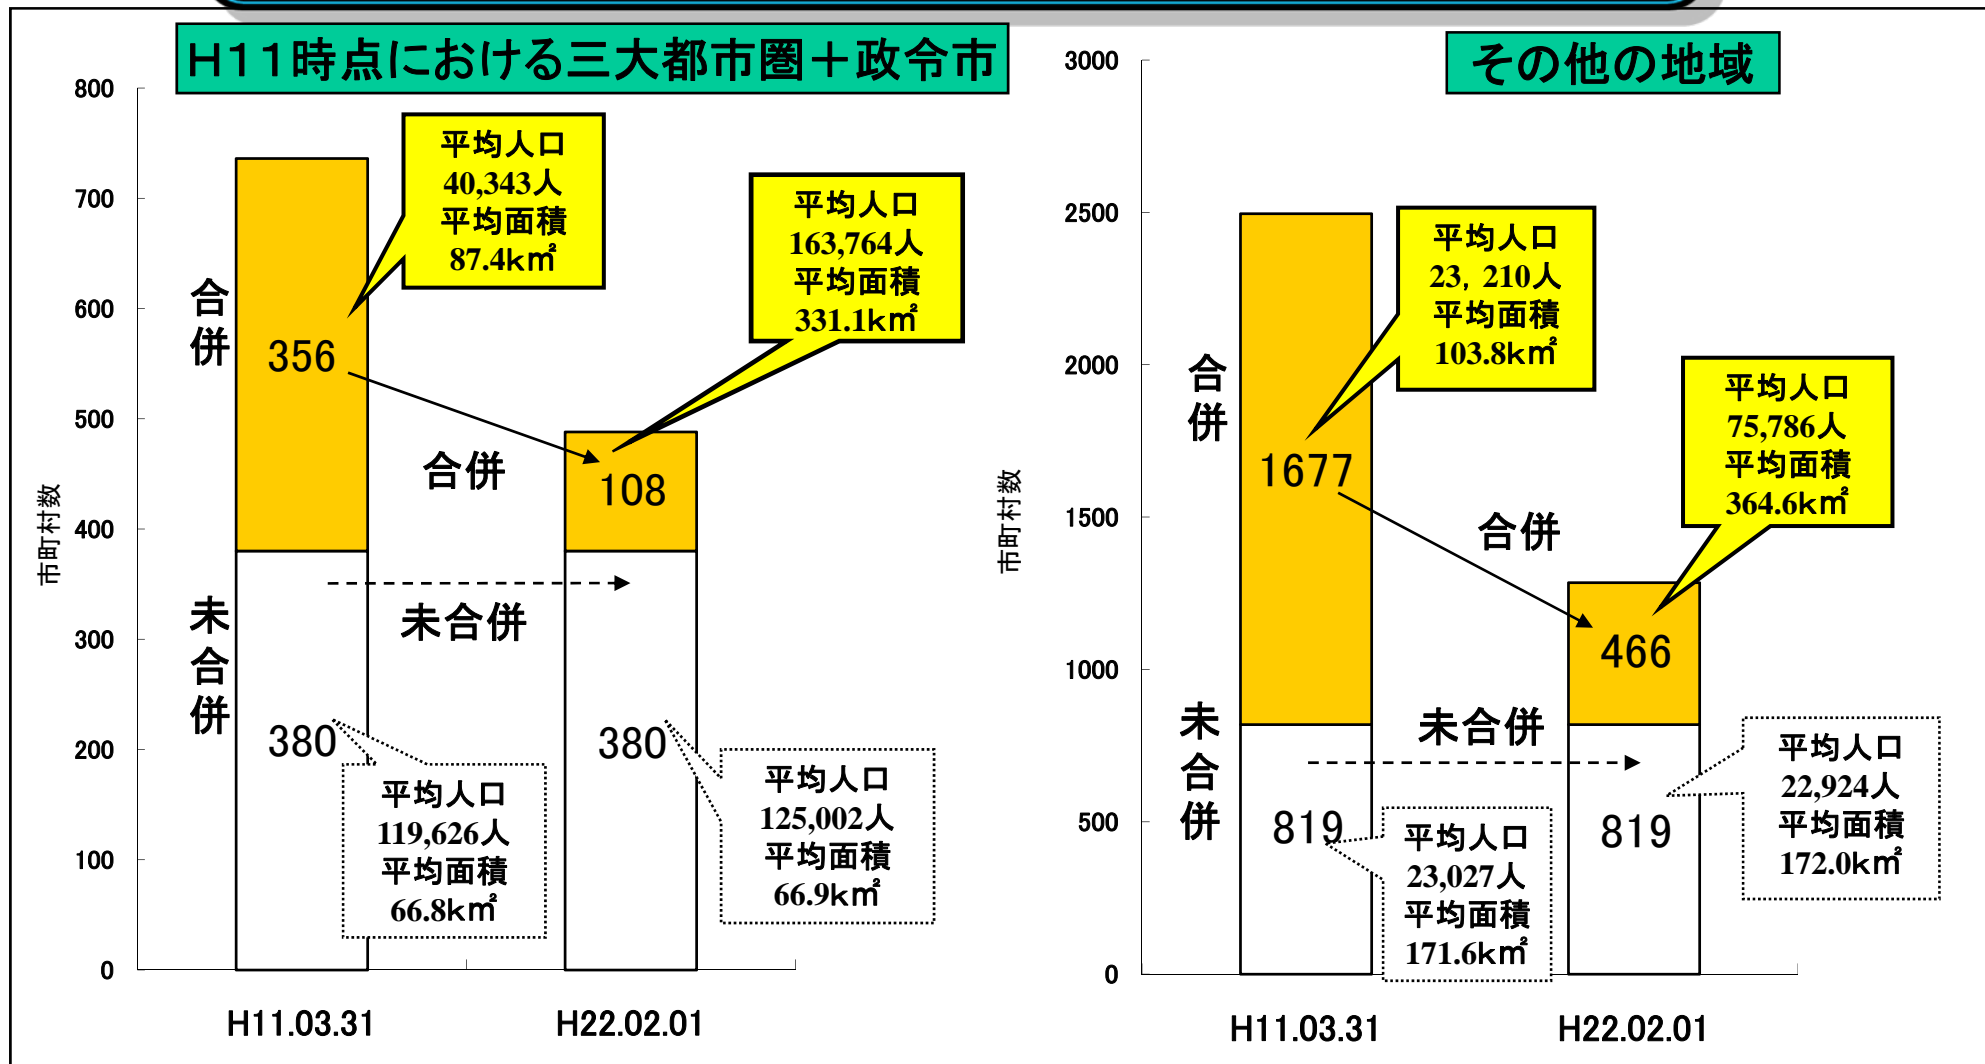 H11時点における三大都市圏＋政令市
800
700
600
500
400
300
200
100
0
市町村数
合併
未合併
356
380
合併
未合併
108
380
平均人口
40,343人
平均面積
87.4k㎡
平均人口
163,764人
平均面積
331.1k㎡
平均人口
119,626人
平均面積
66.8k㎡
平均人口
125,002人
平均面積
66.9k㎡
H11.03.31
H22.02.01
その他の地域
3000
2500
2000
1500
1000
500
0
市町村数
合併
未合併
1677
819
合併
未合併
466
819
平均人口
23，210人
平均面積
103.8k㎡
平均人口
75,786人
平均面積
364.6k㎡
平均人口
23,027人
平均面積
171.6k㎡
平均人口
22,924人
平均面積
172.0k㎡
H11.03.31
H22.02.01